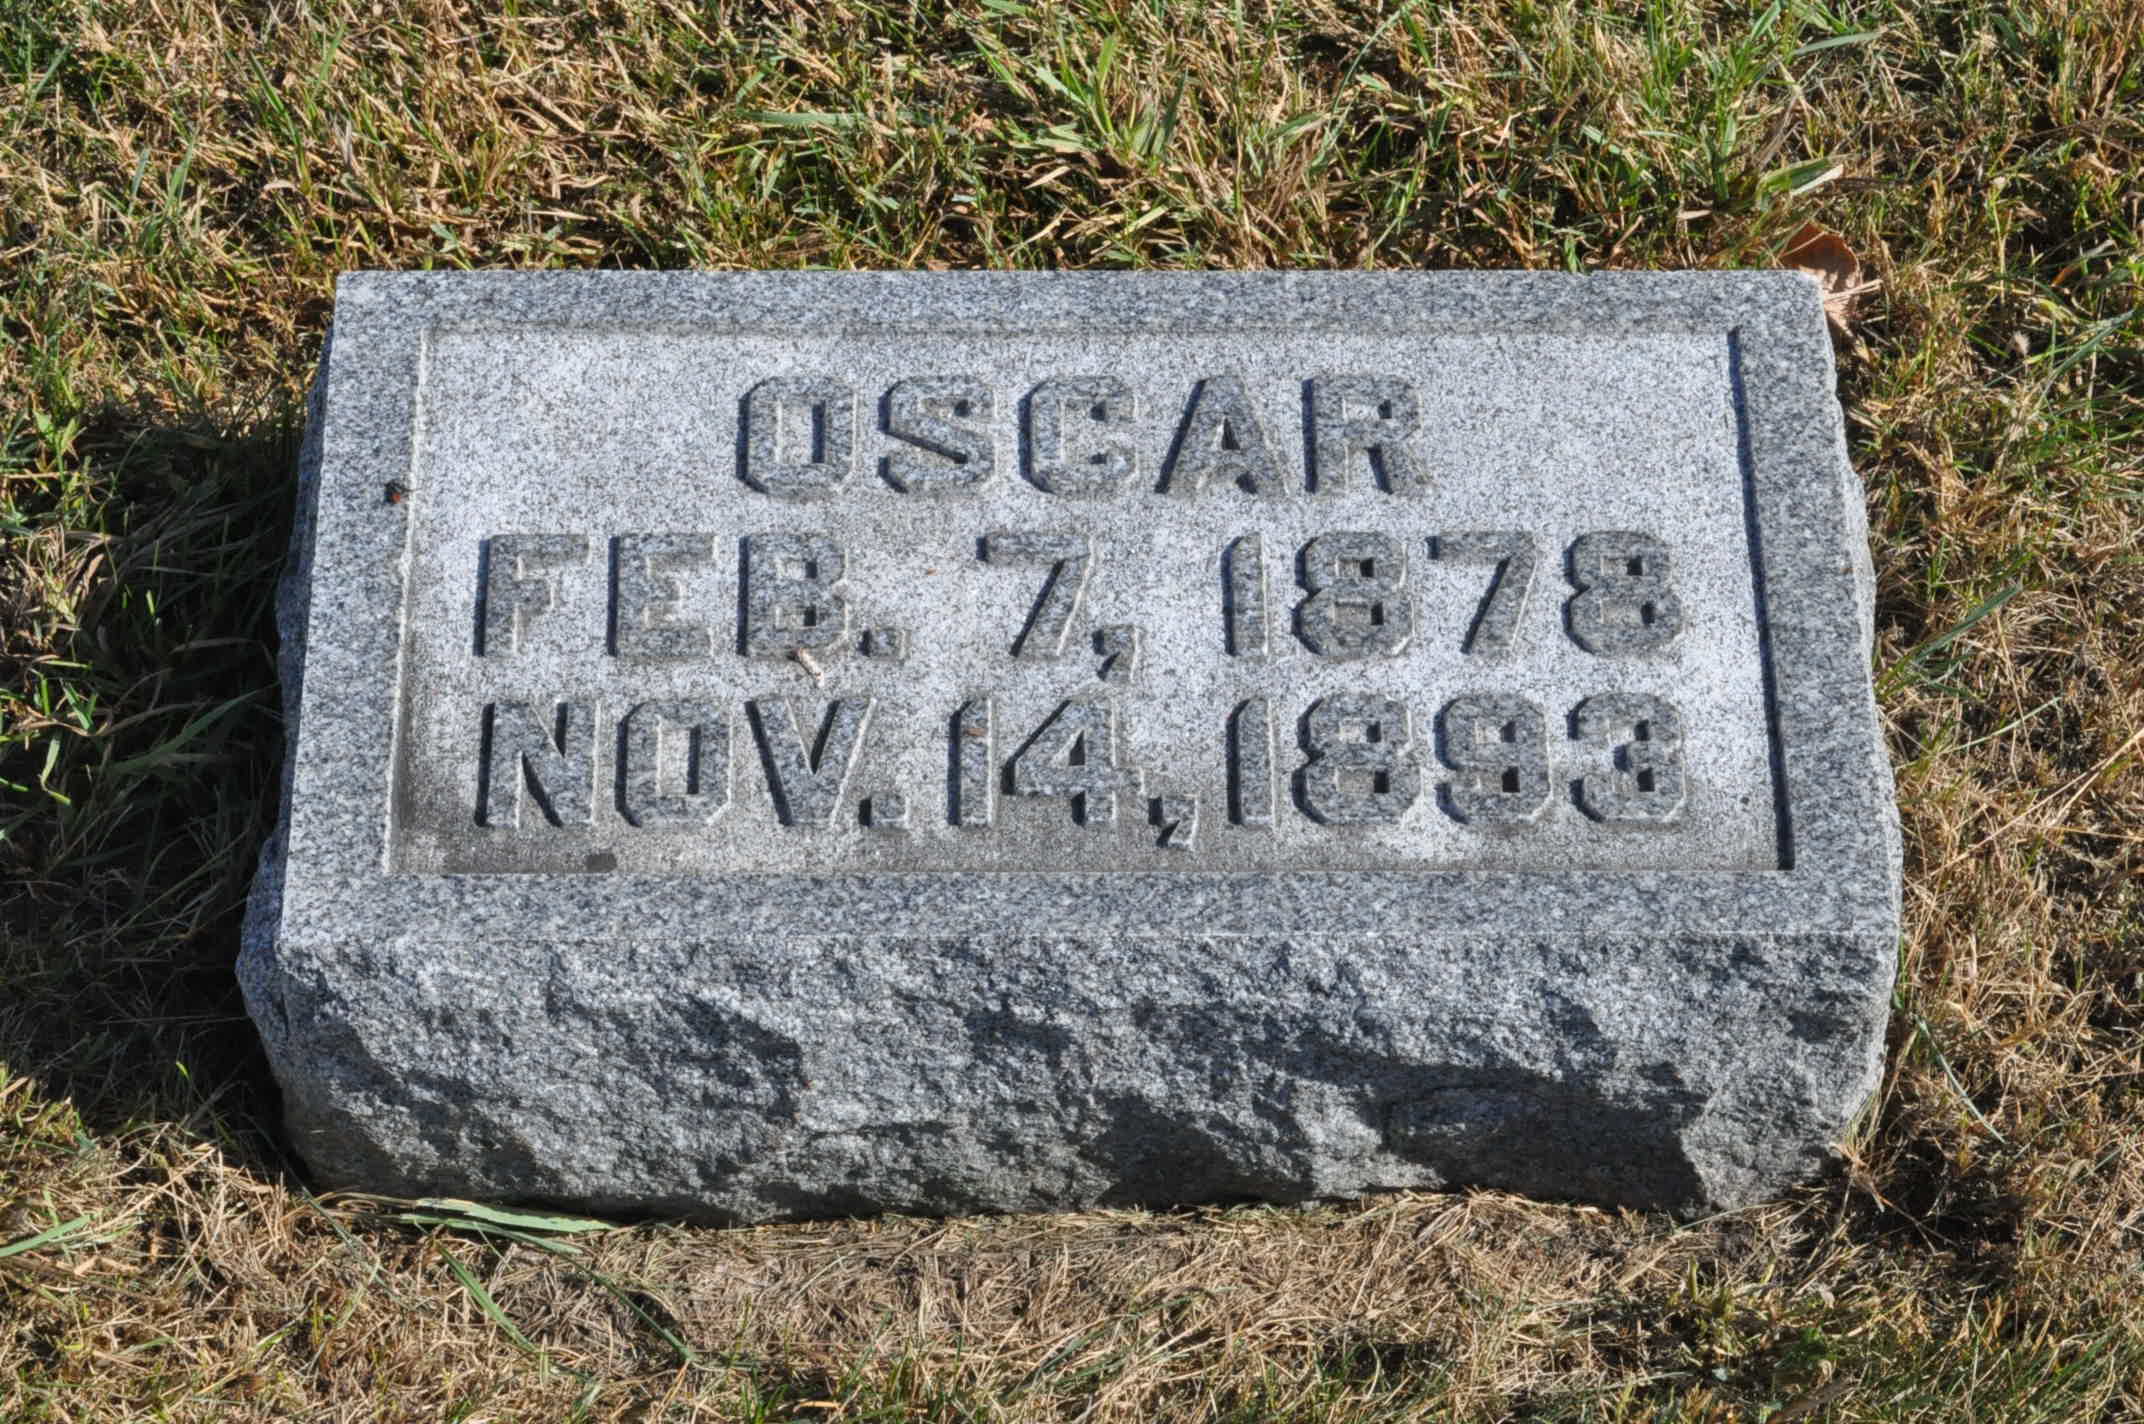 OSCAR
FEB. 7, 1878
NOV. 14, 1893